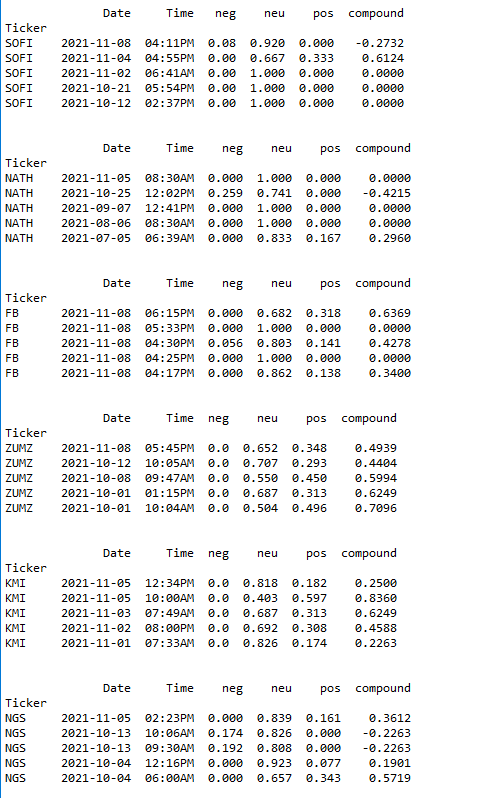 Date Time neg neu pos compound
Ticker
SOFI 2021-11-08 04:11PM 0.08 0.920 0.000 -0.2732
SOFI 2021-11-04 04:55PM 0.00 0.667 0.333 0.6124
SOFI 2021-11-02 06:41AM 0.00 1.000 0.000 0.0000
SOFI 2021-10-21 05:54PM 0.00 1.000 0.000 0.0000
SOFI 2021-10-12 02:37PM 0.00 1.000 0.000 0.0000
Date Time neg neu pos compound
Ticker
NATH 2021-11-05 08:30AM 0.000 1.000 0.000 0.0000
NATH 2021-10-25 12:02PM 0.259 0.741 0.000 -0.4215
NATH 2021-09-07 12:41PM 0.000 1.000 0.000 0.0000
NATH 2021-08-06 08:30AM 0.000 1.000 0.000 0.0000
NATH 2021-07-05 06:39AM 0.000 0.833 0.167 0.2960
Date Time neg neu pos compound
Ticker
FB 2021-11-08 06:15PM 0.000 0.682 0.318 0.6369
FB 2021-11-08 05:33PM 0.000 1.000 0.000 0.0000
FB 2021-11-08 04:30PM 0.056 0.803 0.141 0.4278
FB 2021-11-08 04:25PM 0.000 1.000 0.000 0.0000
FB 2021-11-08 04:17PM 0.000 0.862 0.138 0.3400
Date Time neg neu pos compound
Ticker
ZUMZ 2021-11-08 05:45PM 0.0 0.652 0.348 0.4939
ZUMZ 2021-10-12 10:05AM 0.0 0.707 0.293 0.4404
ZUMZ 2021-10-08 09:47AM 0.0 0.550 0.450 0.5994
ZUMZ 2021-10-01 01:15PM 0.0 0.687 0.313 0.6249
ZUMZ 2021-10-01 10:04AM 0.0 0.504 0.496 0.7096
Date Time neg neu pos compound
Ticker
KMI 2021-11-05 12:34PM 0.0 0.818 0.182 0.2500
KMI 2021-11-05 10:00AM 0.0 0.403 0.597 0.8360
KMI 2021-11-03 07:49AM 0.0 0.687 0.313 0.6249
KMI 2021-11-02 08:00PM 0.0 0.692 0.308 0.4588
KMI 2021-11-01 07:33AM 0.0 0.826 0.174 0.2263
Date Time neg neu pos compound
Ticker
NGS 2021-11-05 02:23PM 0.000 0.839 0.161 0.3612
NGS 2021-10-13 10:06AM 0.174 0.826 0.000 -0.2263
NGS 2021-10-13 09:30AM 0.192 0.808 0.000 -0.2263
NGS 2021-10-04 12:16PM 0.000 0.923 0.077 0.1901
NGS 2021-10-04 06:00AM 0.000 0.657 0.343 0.5719